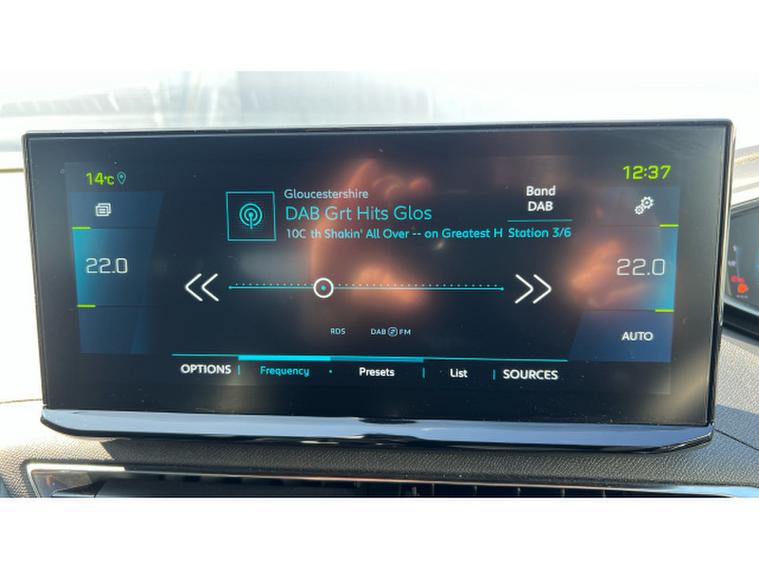 14°C
12:37
Gloucestershire
DAB Grt Hits Glos
10C th Shakin' All Over -- on Greatest H
Band
DAB
Station 3/6
22.0
22.0
RDS
DAB FM
AUTO
OPTIONS Frequency Presets List SOURCES